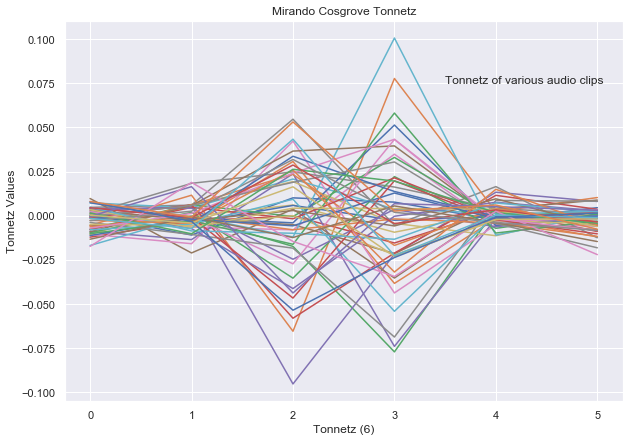 Mirando Cosgrove Tonnetz
Tonnetz of various audio clips
Tonnetz Values
0.100
0.075
0.050
0.025
0.000
−0.025
−0.050
−0.075
−0.100
0 1 2 3 4 5
Tonnetz (6)